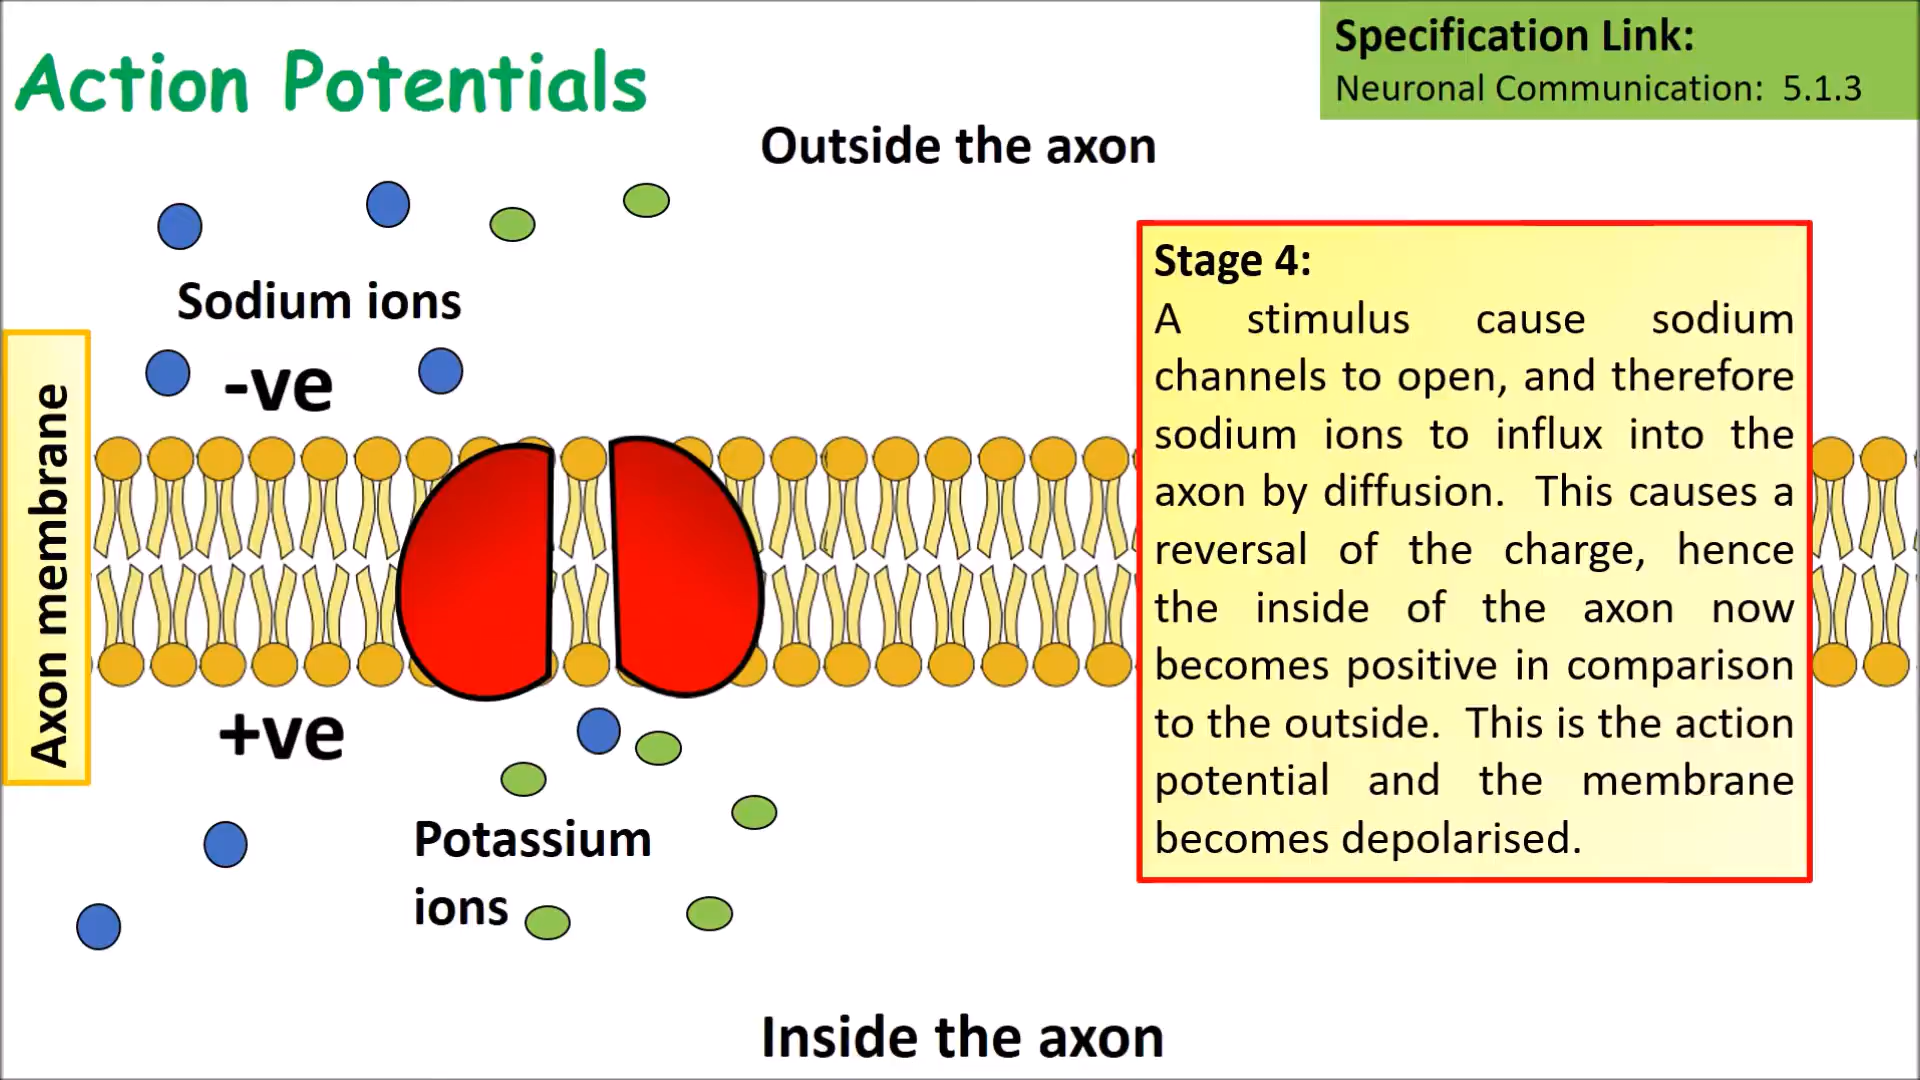 Action Potentials
Specification Link:
Neuronal Communication:  5.1.3
Outside the axon
Sodium ions
-ve
Axon membrane
+ve
Potassium
ions
Inside the axon
Stage 4:
A stimulus cause sodium
channels to open, and therefore
sodium ions to influx into the
axon by diffusion.  This causes a
reversal of the charge, hence
the inside of the axon now
becomes positive in comparison
to the outside.  This is the action
potential and the membrane
becomes depolarised.